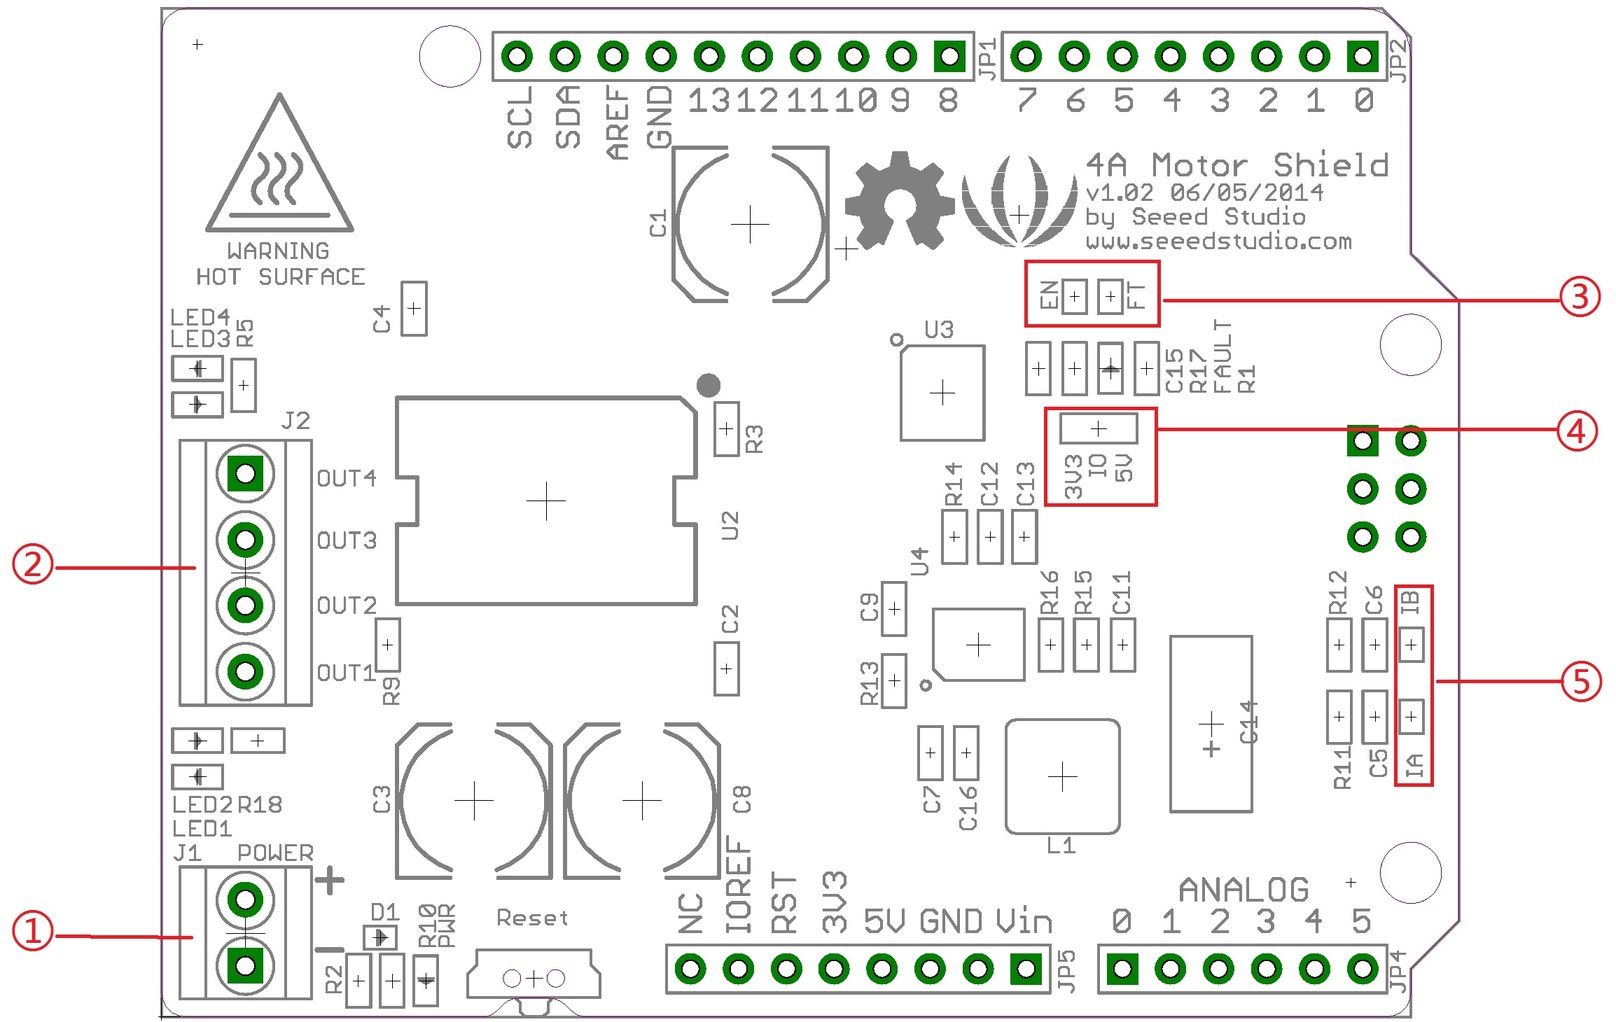 JP1
JP2
SCL SDA AREF GND 13 12 11 10 9 8
7 6 5 4 3 2 1 0
4A Motor Shield
v1.02 06/05/2014
by Seeed Studio
www.seeedstudio.com
WARNING
HOT SURFACE
C1
EN FT
③
C4
LED4
LED3
R5
U3
C15
R17
FAULT
R1
④
3V3
IO
5V
J2
OUT4
OUT3
OUT2
OUT1
②
R3
U2
R14
C12
C13
U4
C9
R13
R16
R15
C11
R12
C6
IB
⑤
R11
C5
IA
C2
R9
C14
+
C7
C16
L1
C3
C8
LED2 R18
LED1
J1 POWER
+
-
①
D1
R10
PWR
R2
Reset
NC IOREF RST 3V3 5V GND Vin
JP5
ANALOG
0 1 2 3 4 5
JP4